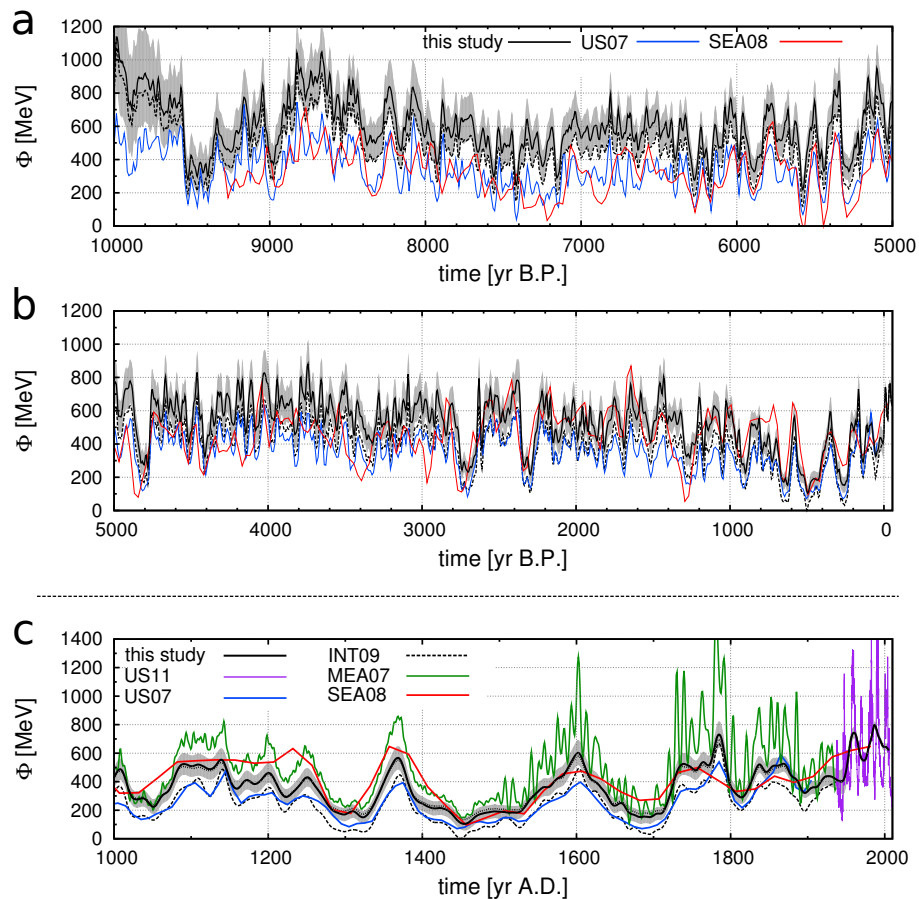 a
1200
1000
800
600
400
200
0
Φ [MeV]
this study US07 SEA08
10000 9000 8000 7000 6000 5000
time [yr B.P.]
b
1200
1000
800
600
400
200
0
Φ [MeV]
5000 4000 3000 2000 1000 0
time [yr B.P.]
c
1400
1200
1000
800
600
400
200
0
Φ [MeV]
this study INT09
US11 MEA07
US07 SEA08
1000 1200 1400 1600 1800 2000
time [yr A.D.]